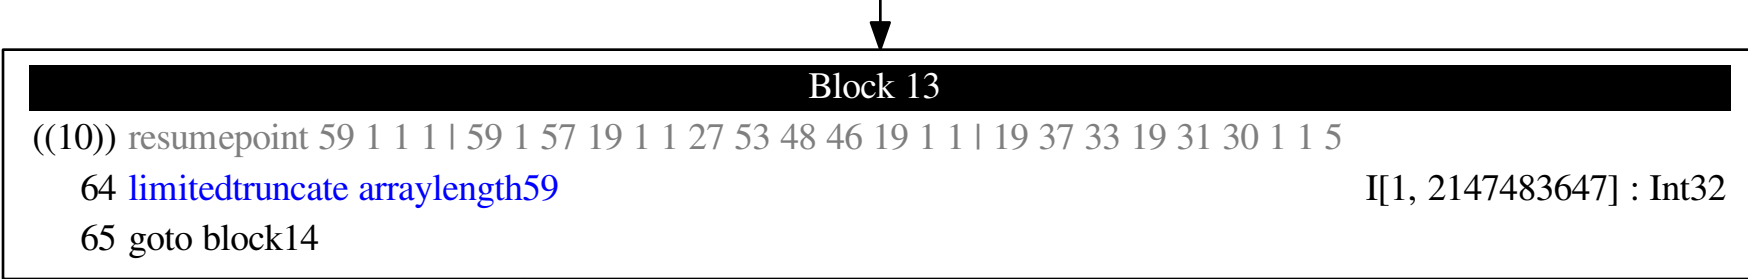 Block 13
((10)) resumepoint 59 1 1 1 | 59 1 57 19 1 1 27 53 48 46 19 1 1 | 19 37 33 19 31 30 1 1 5
64 limitedtruncate arraylength59 I[1, 2147483647] : Int32
65 goto block14